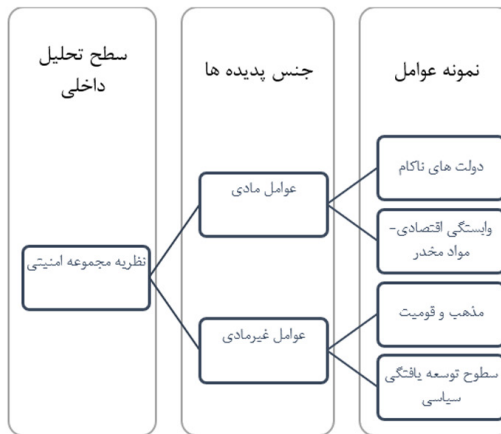 سطح تحلیل
داخلی
جنس پدیده ها
نمونه عوامل
نظریه مجموعه امنیتی
عوامل مادی
دولت های ناکام
وابستگی اقتصادی-
مواد مخدر
عوامل غیرمادی
مذهب و قومیت
سطوح توسعه یافتگی
سیاسی